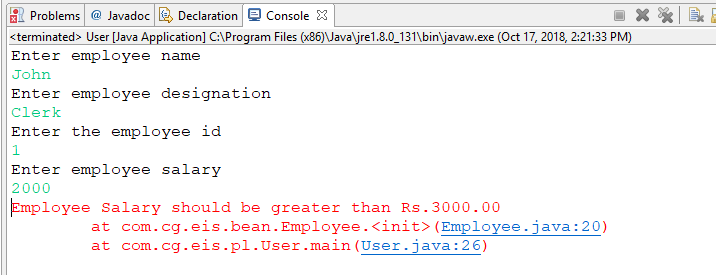 Problems @ Javadoc Declaration Console
<terminated> User [Java Application] C:\Program Files (x86)\Java\jre1.8.0_131\bin\javaw.exe (Oct 17, 2018, 2:21:33 PM)
Enter employee name
John
Enter employee designation
Clerk
Enter the employee id
1
Enter employee salary
2000
Employee Salary should be greater than Rs.3000.00
at com.cg.eis.bean.Employee.<init>(Employee.java:20)
at com.cg.eis.pl.User.main(User.java:26)